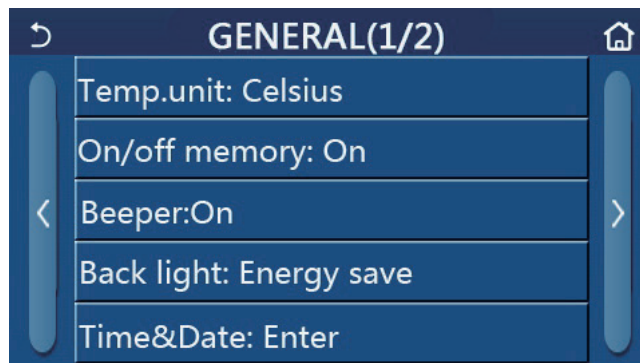 GENERAL(1/2)
Temp.unit: Celsius
On/off memory: On
Beeper:On
Back light: Energy save
Time&Date: Enter